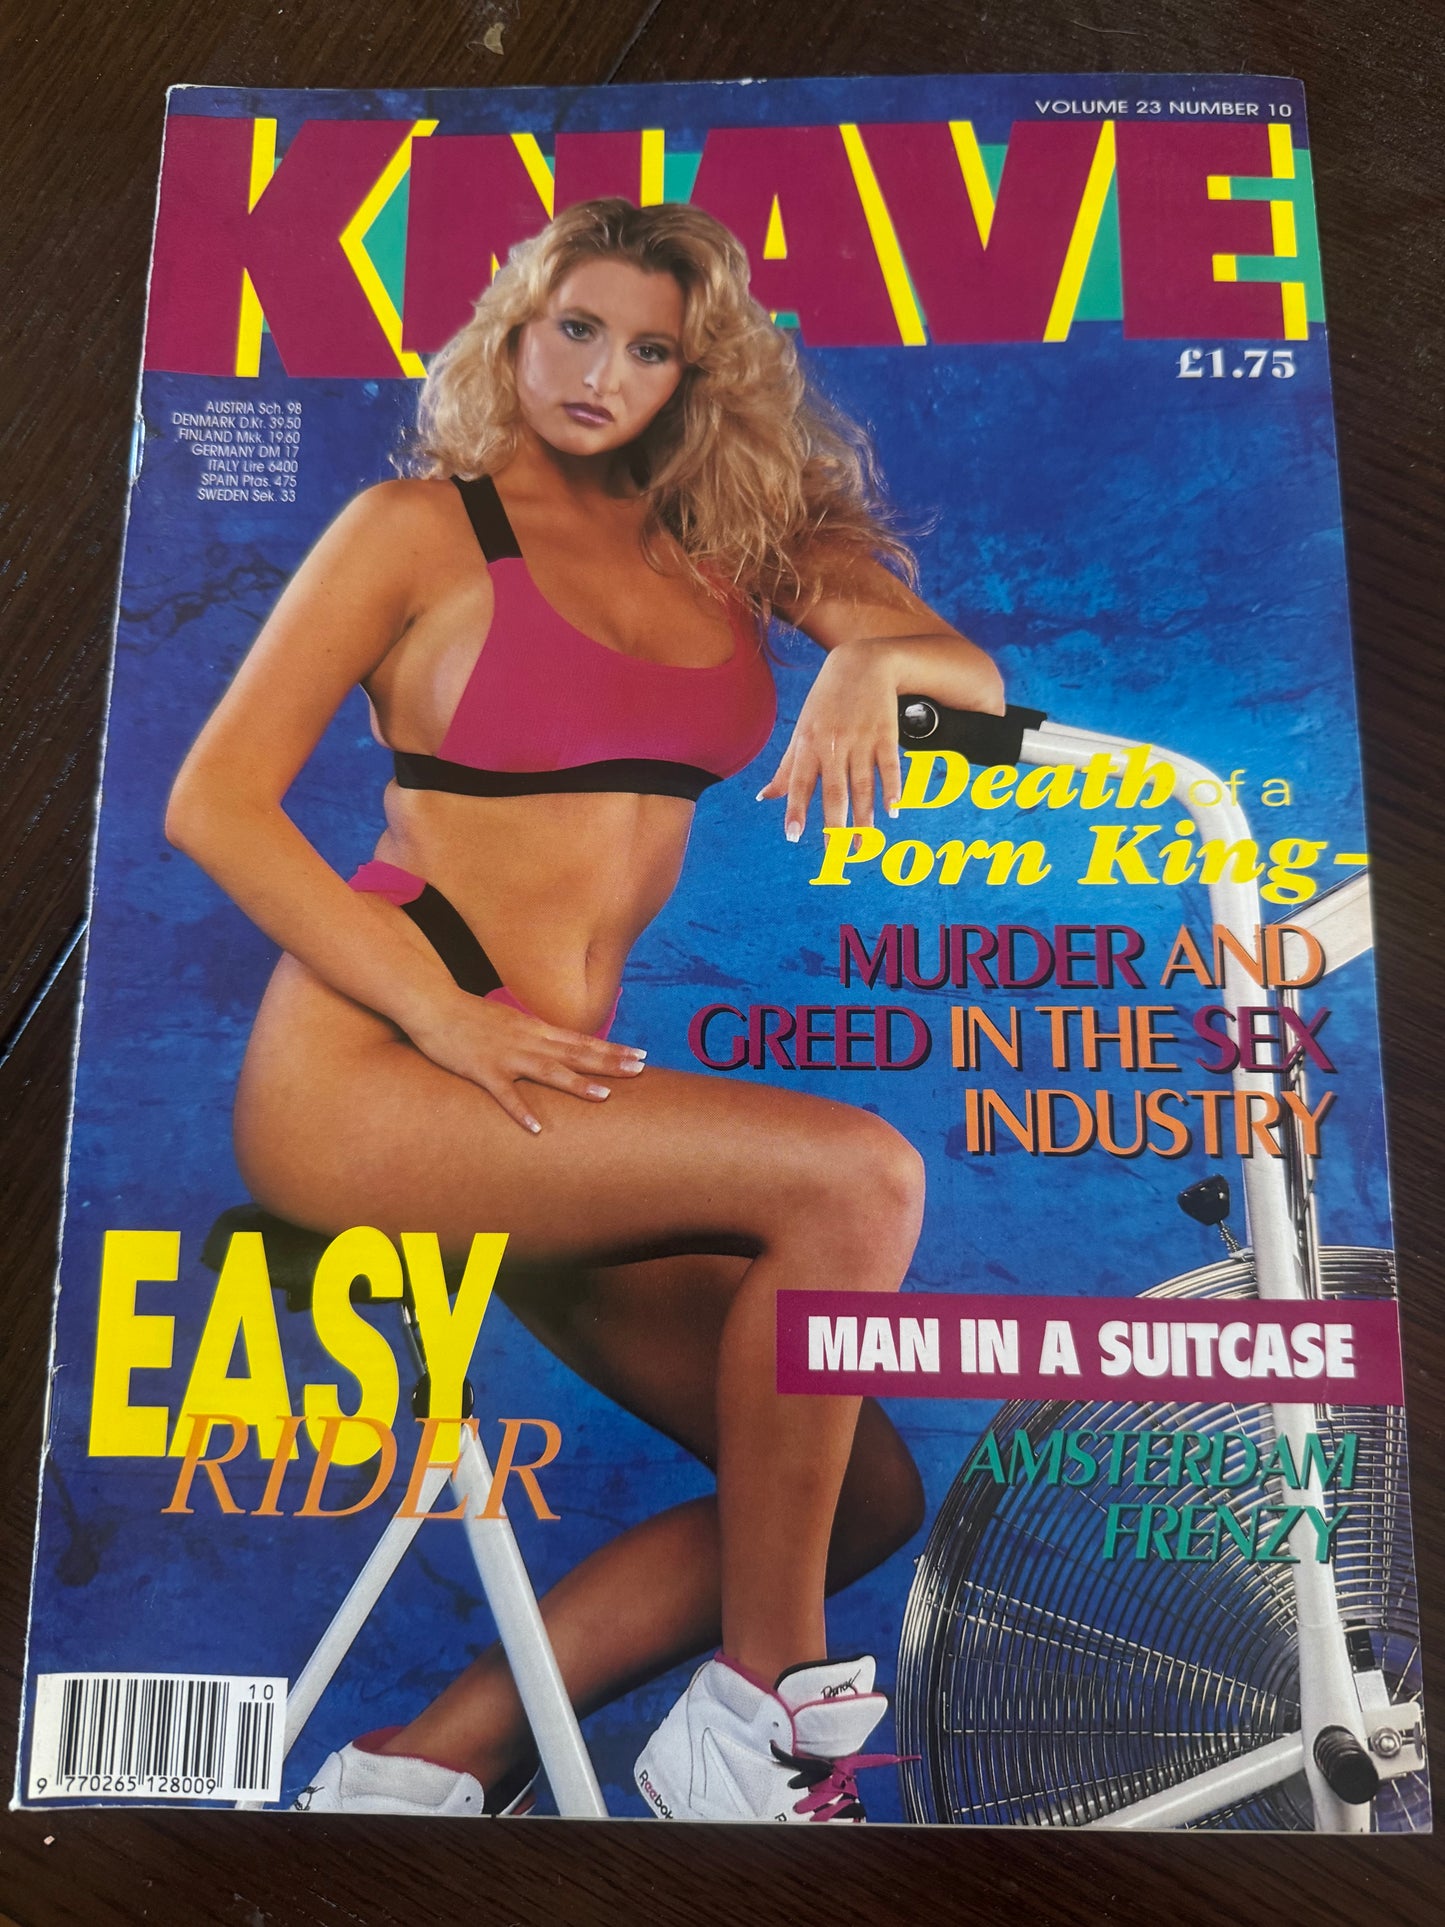 VOLUME 23 NUMBER 10
KNAVE
£1.75
AUSTRIA Sch. 98
DENMARK D.Kr. 39.50
FINLAND Mkk. 19.60
GERMANY DM 17
ITALY Lire 6400
SPAIN Ptas. 475
SWEDEN Sek. 33
Death of a
Porn King-
MURDER AND
GREED IN THE SEX
INDUSTRY
EASY
RIDER
MAN IN A SUITCASE
AMSTERDAM
FRENZY
Reebok
10
9 770265 128009